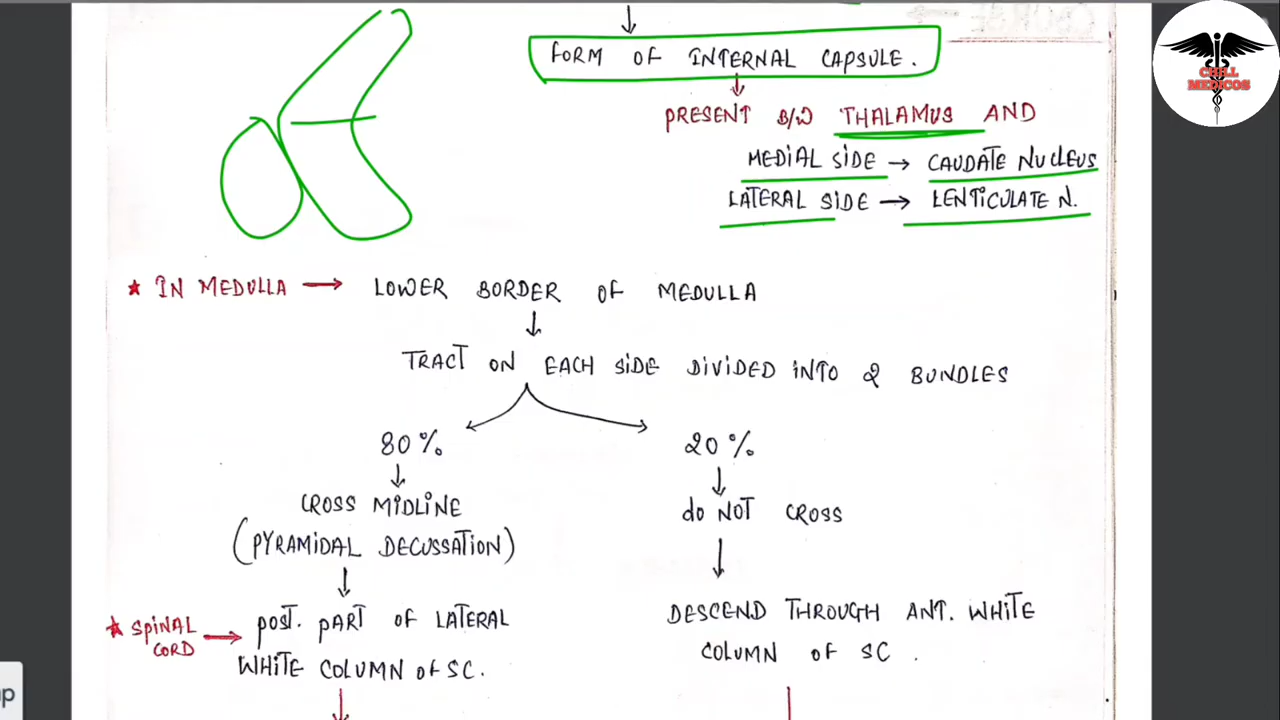 FORM OF INTERNAL CAPSULE.
PRESENT B/W THALAMUS AND
MEDIAL SIDE → CAUDATE NUCLEUS
LATERAL SIDE → LENTICULATE N.
★ IN MEDULLA → LOWER BORDER OF MEDULLA
TRACT ON EACH SIDE DIVIDED INTO 2 BUNDLES
80% 20%
CROSS MIDLINE do NOT CROSS
(PYRAMIDAL DECUSSATION)
★ SPINAL CORD → POST. PART OF LATERAL
WHITE COLUMN OF SC.
DESCEND THROUGH ANT. WHITE
COLUMN OF SC.
CHILL
MEDICOS